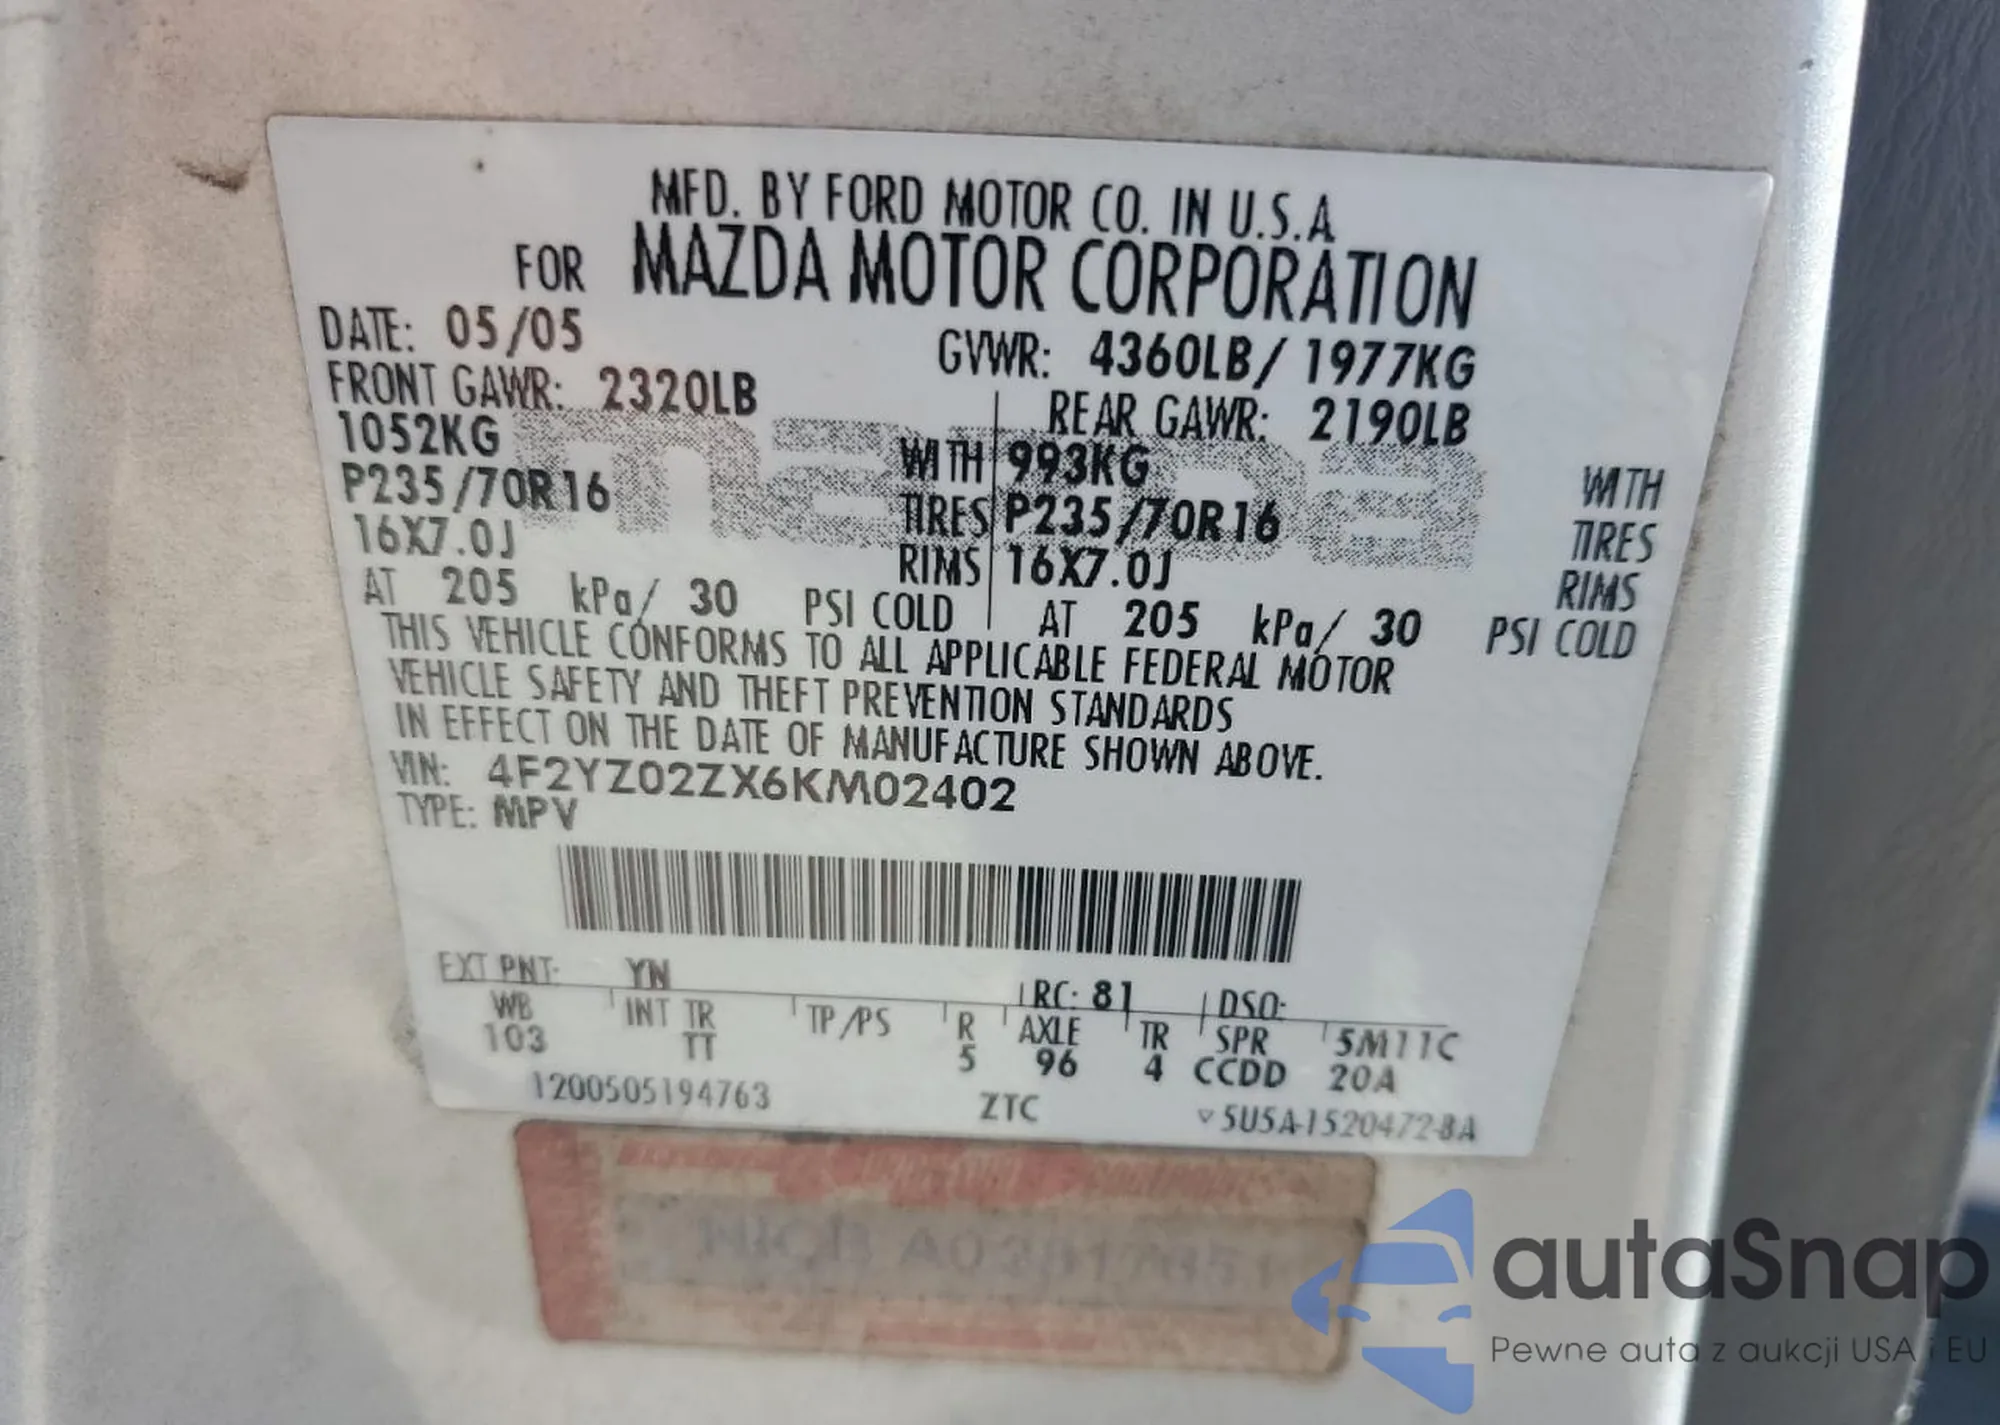 MFD. BY FORD MOTOR CO. IN U.S.A
FOR MAZDA MOTOR CORPORATION
DATE: 05/05 GVWR: 4360LB/ 1977KG
FRONT GAWR: 2320LB REAR GAWR: 2190LB
1052KG WITH 993KG WITH
P235/70R16 TIRES P235/70R16 TIRES
16X7.0J RIMS 16X7.0J RIMS
AT 205 kPa/ 30 PSI COLD AT 205 kPa/ 30 PSI COLD
mazda
THIS VEHICLE CONFORMS TO ALL APPLICABLE FEDERAL MOTOR
VEHICLE SAFETY AND THEFT PREVENTION STANDARDS
IN EFFECT ON THE DATE OF MANUFACTURE SHOWN ABOVE.
VIN: 4F2YZ02ZX6KM02402
TYPE: MPV
EXT PNT: YN RC: 81 DSO:
WB INT TR TP/PS R AXLE TR SPR 5M11C
103 TT 5 96 4 CCDD 20A
1200505194763 ZTC 5U5A-1520472-BA
autaSnap
Pewne auta z aukcji USA i EU